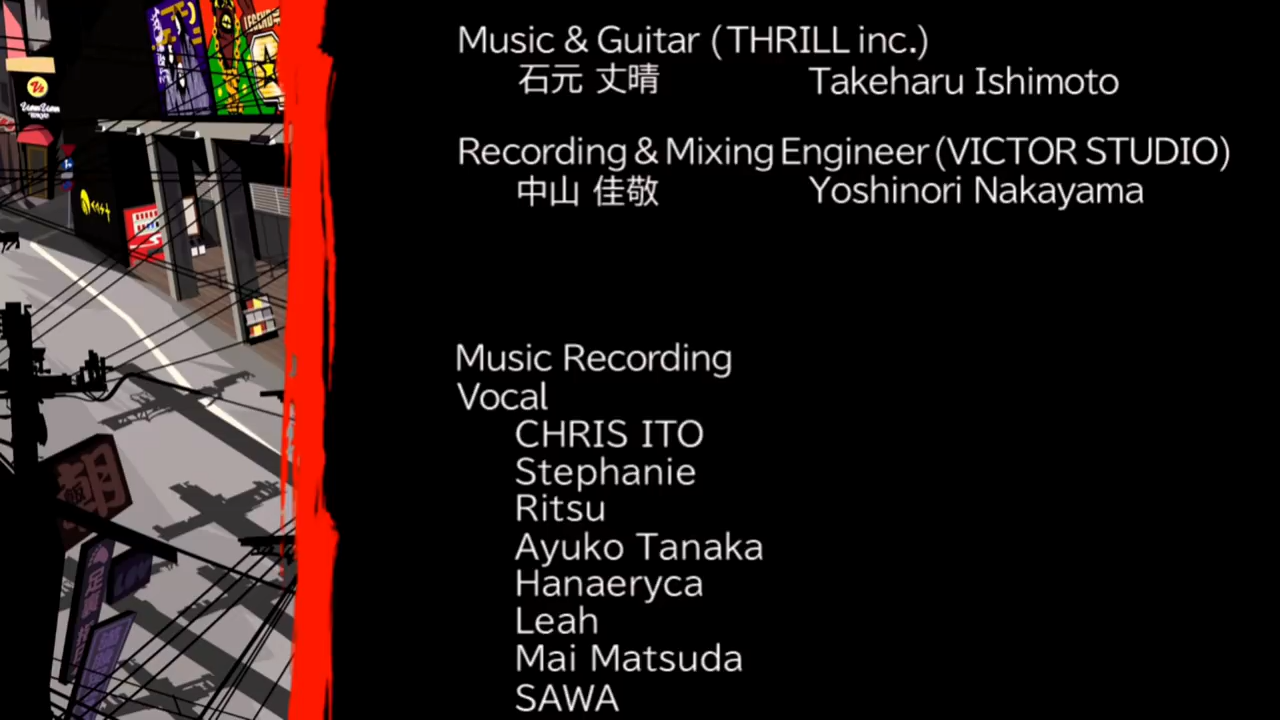 Music & Guitar (THRILL inc.)
石元 丈晴 Takeharu Ishimoto
Recording & Mixing Engineer (VICTOR STUDIO)
中山 佳敬 Yoshinori Nakayama
Music Recording
Vocal
CHRIS ITO
Stephanie
Ritsu
Ayuko Tanaka
Hanaeryca
Leah
Mai Matsuda
SAWA
朝